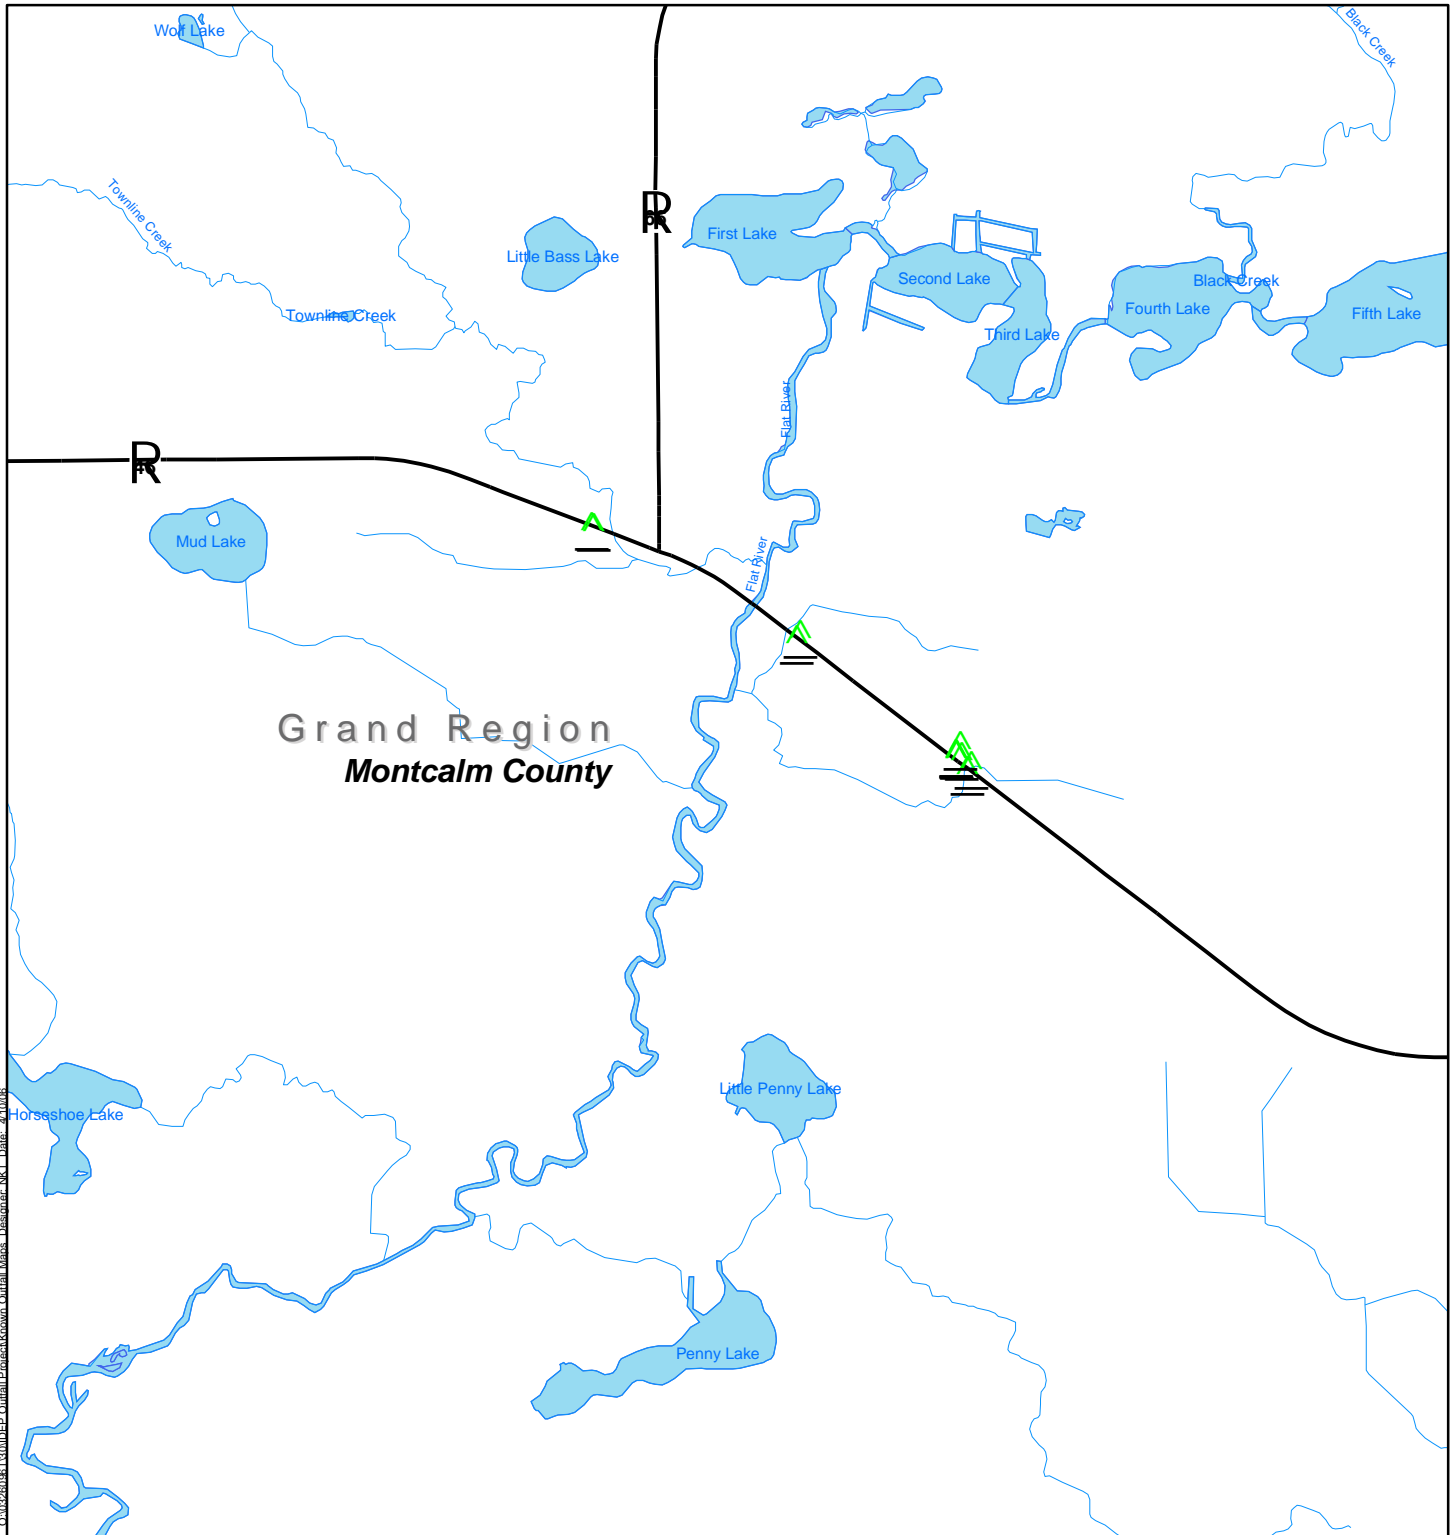 Wolf Lake
Black Creek
Townline Creek
First Lake
Little Bass Lake
Second Lake
Black Creek
Fourth Lake
Fifth Lake
Townline Creek
Third Lake
Flat River
R
46
Mud Lake
Flat River
Grand Region
Montcalm County
Little Penny Lake
Horseshoe Lake
Penny Lake